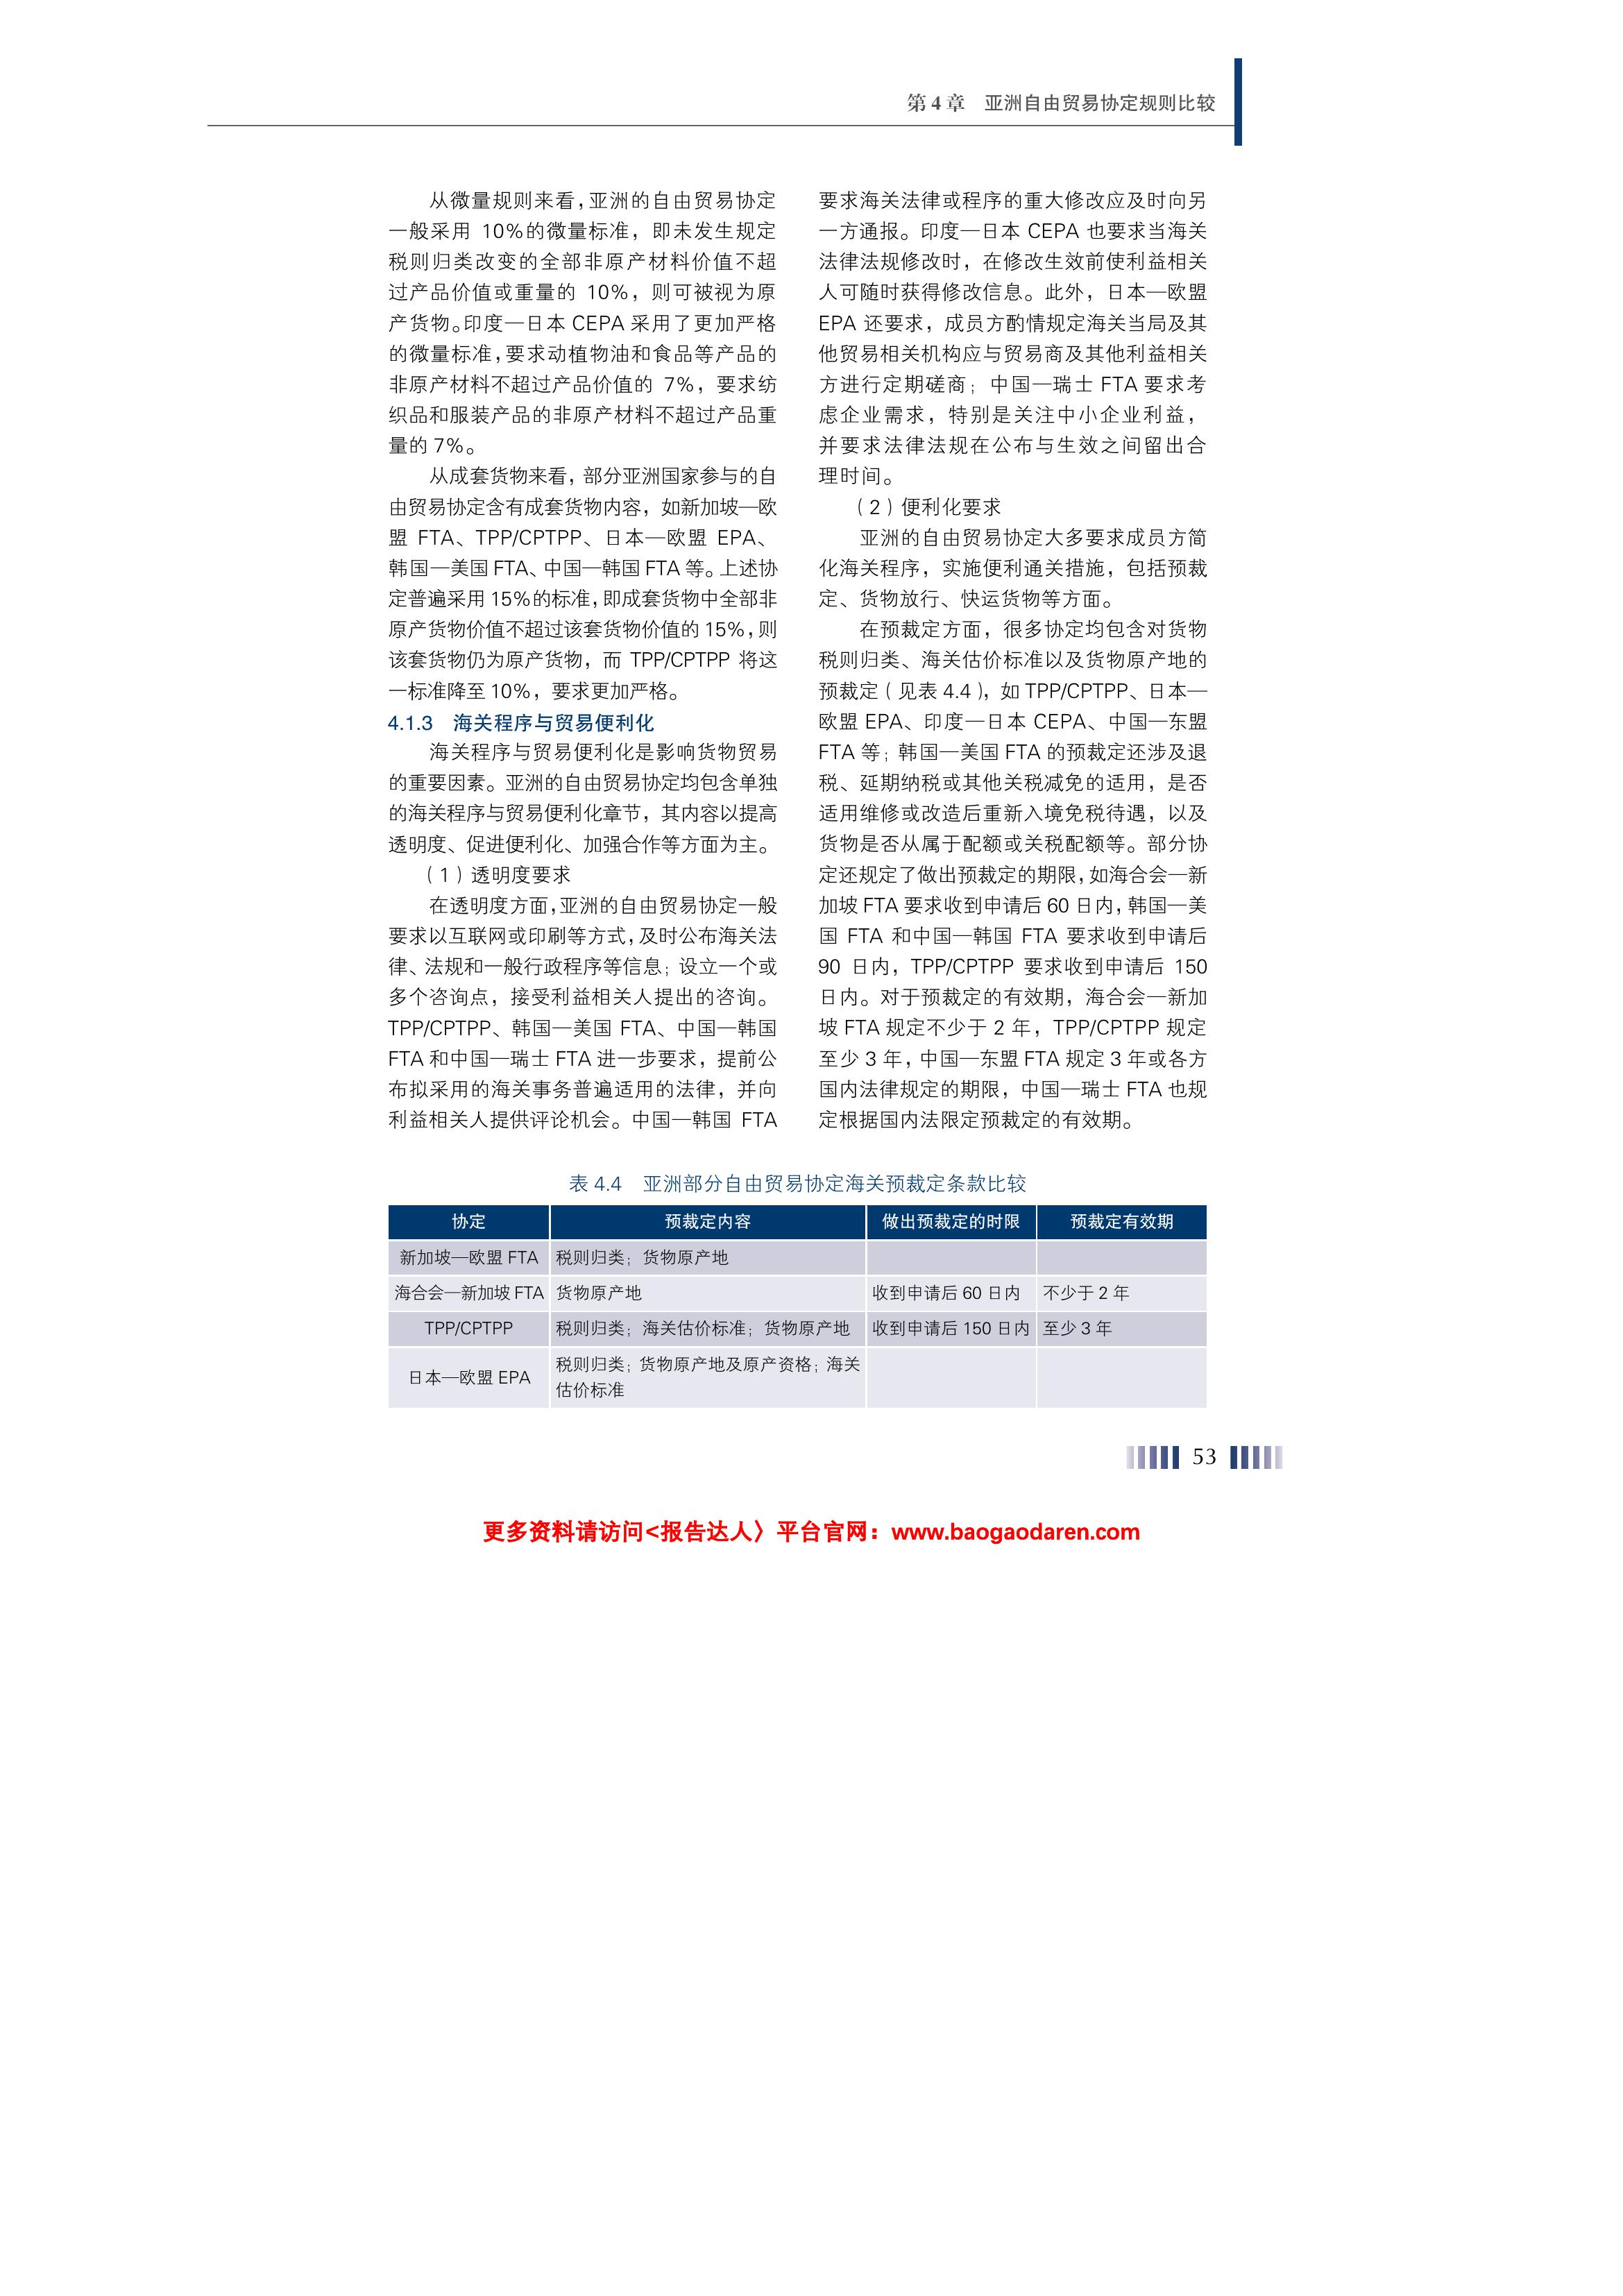 第 4 章　亚洲自由贸易协定规则比较
从微量规则来看，亚洲的自由贸易协定
一般采用 10%的微量标准，即未发生规定
税则归类改变的全部非原产材料价值不超
过产品价值或重量的 10%，则可被视为原
产货物。印度—日本 CEPA 采用了更加严格
的微量标准，要求动植物油和食品等产品的
非原产材料不超过产品价值的 7%，要求纺
织品和服装产品的非原产材料不超过产品重
量的 7%。
从成套货物来看，部分亚洲国家参与的自
由贸易协定含有成套货物内容，如新加坡—欧
盟 FTA、TPP/CPTPP、日本—欧盟 EPA、
韩国—美国 FTA、中国—韩国 FTA 等。上述协
定普遍采用 15%的标准，即成套货物中全部非
原产货物价值不超过该套货物价值的 15%，则
该套货物仍为原产货物，而 TPP/CPTPP 将这
一标准降至 10%，要求更加严格。
4.1.3　海关程序与贸易便利化
海关程序与贸易便利化是影响货物贸易
的重要因素。亚洲的自由贸易协定均包含单独
的海关程序与贸易便利化章节，其内容以提高
透明度、促进便利化、加强合作等方面为主。
（1）透明度要求
在透明度方面，亚洲的自由贸易协定一般
要求以互联网或印刷等方式，及时公布海关法
律、法规和一般行政程序等信息；设立一个或
多个咨询点，接受利益相关人提出的咨询。
TPP/CPTPP、韩国—美国 FTA、中国—韩国
FTA 和中国—瑞士 FTA 进一步要求，提前公
布拟采用的海关事务普遍适用的法律，并向
利益相关人提供评论机会。中国—韩国 FTA
要求海关法律或程序的重大修改应及时向另
一方通报。印度—日本 CEPA 也要求当海关
法律法规修改时，在修改生效前使利益相关
人可随时获得修改信息。此外，日本—欧盟
EPA 还要求，成员方酌情规定海关当局及其
他贸易相关机构应与贸易商及其他利益相关
方进行定期磋商；中国—瑞士 FTA 要求考
虑企业需求，特别是关注中小企业利益，
并要求法律法规在公布与生效之间留出合
理时间。
（2）便利化要求
亚洲的自由贸易协定大多要求成员方简
化海关程序，实施便利通关措施，包括预裁
定、货物放行、快运货物等方面。
在预裁定方面，很多协定均包含对货物
税则归类、海关估价标准以及货物原产地的
预裁定（见表 4.4），如 TPP/CPTPP、日本—
欧盟 EPA、印度—日本 CEPA、中国—东盟
FTA 等；韩国—美国 FTA 的预裁定还涉及退
税、延期纳税或其他关税减免的适用，是否
适用维修或改造后重新入境免税待遇，以及
货物是否从属于配额或关税配额等。部分协
定还规定了做出预裁定的期限，如海合会—新
加坡 FTA 要求收到申请后 60 日内，韩国—美
国 FTA 和中国—韩国 FTA 要求收到申请后
90 日内，TPP/CPTPP 要求收到申请后 150
日内。对于预裁定的有效期，海合会—新加
坡 FTA 规定不少于 2 年，TPP/CPTPP 规定
至少 3 年，中国—东盟 FTA 规定 3 年或各方
国内法律规定的期限，中国—瑞士 FTA 也规
定根据国内法限定预裁定的有效期。
表 4.4　亚洲部分自由贸易协定海关预裁定条款比较
协定　预裁定内容　做出预裁定的时限　预裁定有效期
新加坡—欧盟 FTA　税则归类；货物原产地
海合会—新加坡 FTA　货物原产地　收到申请后 60 日内　不少于 2 年
TPP/CPTPP　税则归类；海关估价标准；货物原产地　收到申请后 150 日内　至少 3 年
日本—欧盟 EPA　税则归类；货物原产地及原产资格；海关
估价标准
53
更多资料请访问<报告达人〉平台官网：www.baogaodaren.com